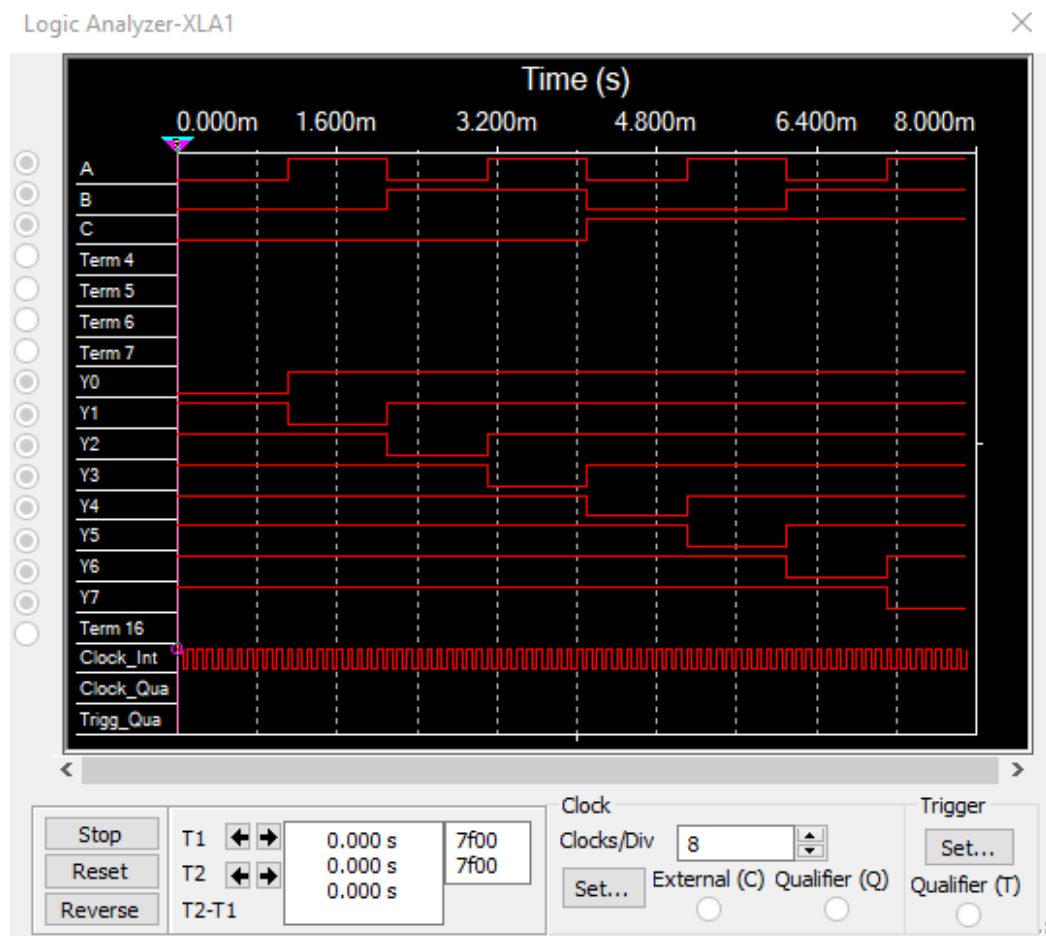 Logic Analyzer-XLA1
Time (s)
0.000m 1.600m 3.200m 4.800m 6.400m 8.000m
A
B
C
Term 4
Term 5
Term 6
Term 7
Y0
Y1
Y2
Y3
Y4
Y5
Y6
Y7
Term 16
Clock_Int
Clock_Qua
Trigg_Qua
Stop
Reset
Reverse
T1 0.000 s 7f00
T2 0.000 s 7f00
T2-T1 0.000 s
Clock
Clocks/Div 8
Set... External (C) Qualifier (Q)
Trigger
Set...
Qualifier (T)